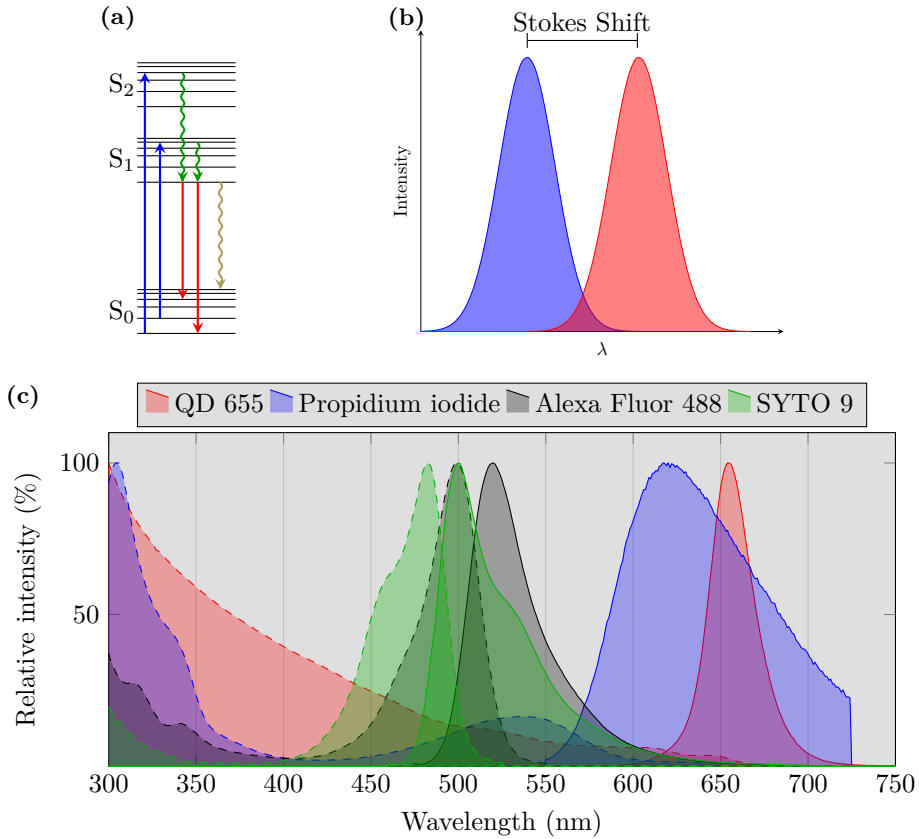 (a)
S2
S1
S0
(b)
Stokes Shift
Intensity
λ
(c)
QD 655 Propidium iodide Alexa Fluor 488 SYTO 9
100
50
Relative intensity (%)
300 350 400 450 500 550 600 650 700 750
Wavelength (nm)